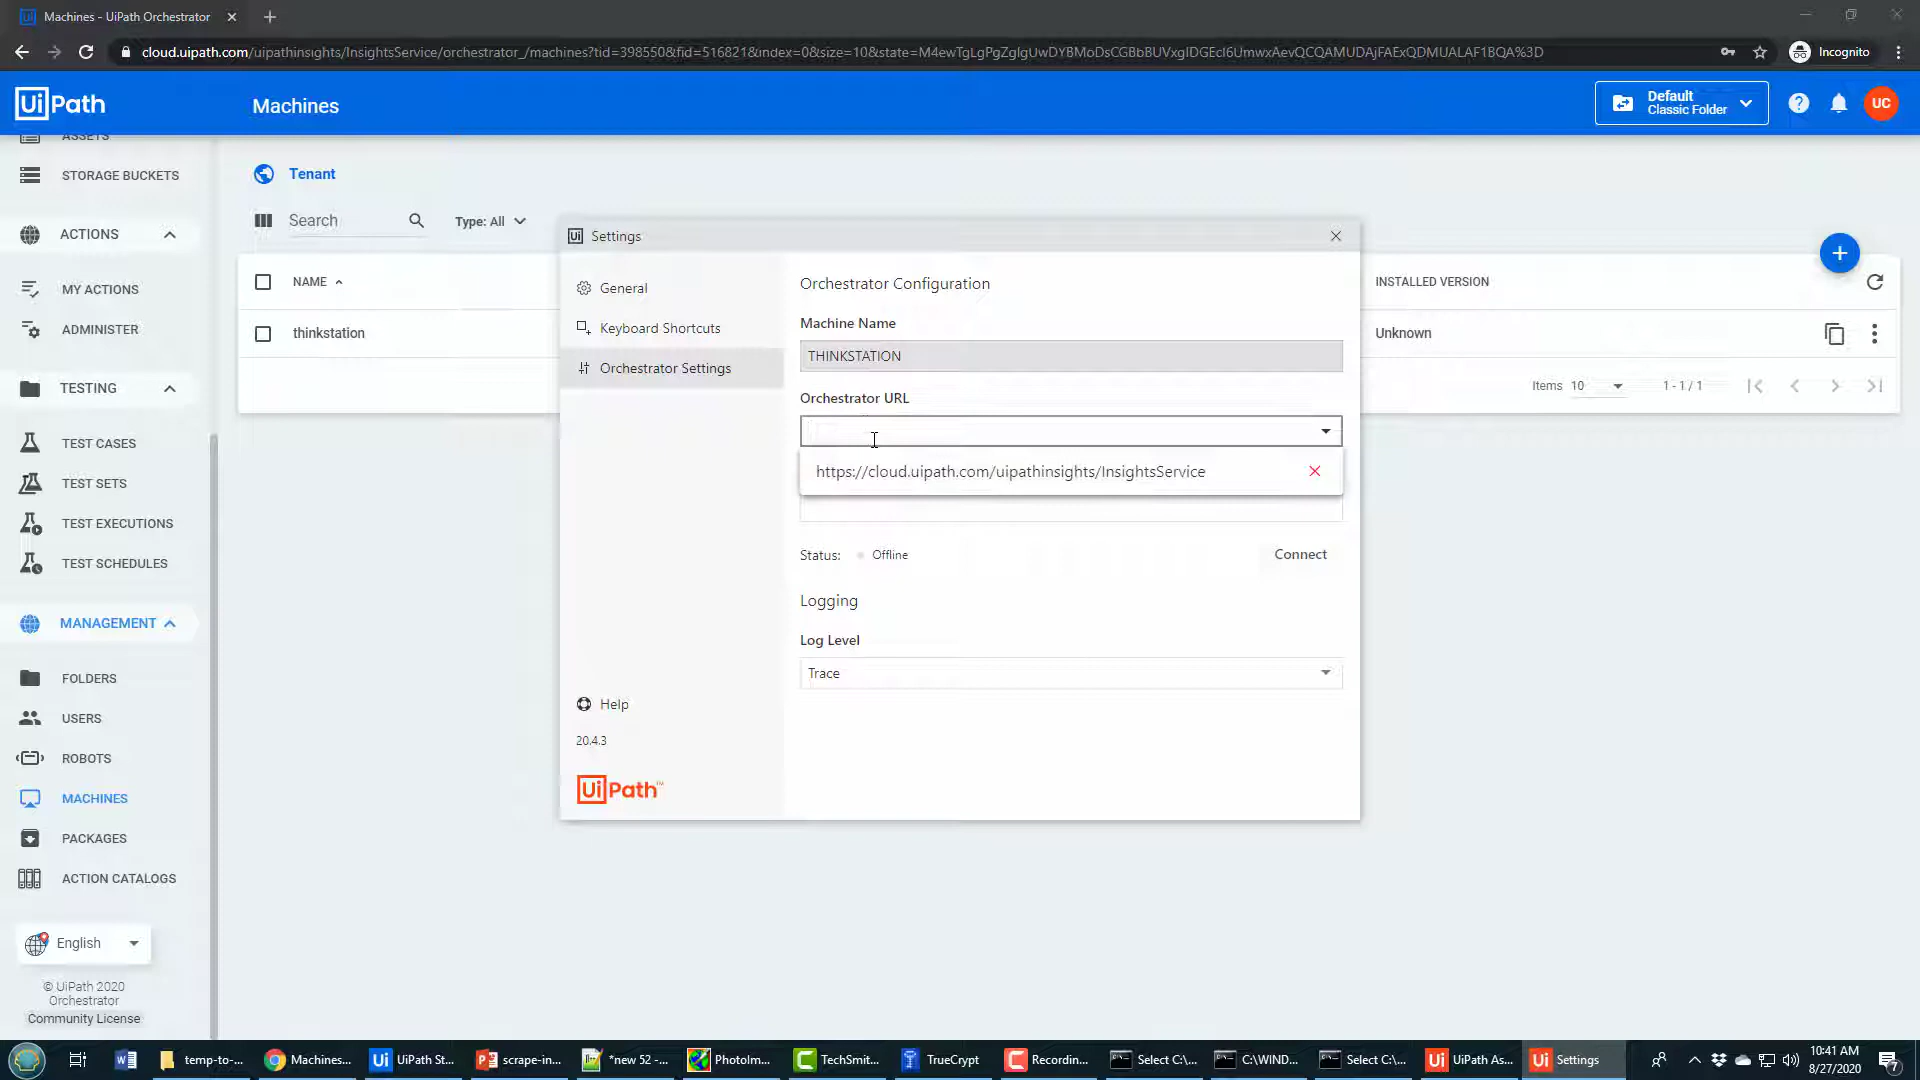 Machines - UiPath Orchestrator
cloud.uipath.com/uipathinsights/InsightsService/orchestrator_/machines?tid=398550&fid=516821&index=0&size=10&state=
Incognito
UiPath
Machines
Default
Classic Folder
UC
ASSETS
STORAGE BUCKETS
ACTIONS
MY ACTIONS
ADMINISTER
TESTING
TEST CASES
TEST SETS
TEST EXECUTIONS
TEST SCHEDULES
MANAGEMENT
FOLDERS
USERS
ROBOTS
MACHINES
PACKAGES
ACTION CATALOGS
English
© UiPath 2020
Orchestrator
Community License
Tenant
Search
Type: All
NAME
INSTALLED VERSION
thinkstation
Unknown
Items 10
1 - 1 / 1
Settings
General
Keyboard Shortcuts
Orchestrator Settings
Help
20.4.3
UiPath™
Orchestrator Configuration
Machine Name
THINKSTATION
Orchestrator URL
https://cloud.uipath.com/uipathinsights/InsightsService
Status: Offline
Connect
Logging
Log Level
Trace
temp-to-...
Machines...
UiPath St...
scrape-in...
*new 52 -...
PhotoIm...
TechSmit...
TrueCrypt
Recordin...
Select C:\...
C:\WIND...
Select C:\...
UiPath As...
Settings
10:41 AM
8/27/2020
7